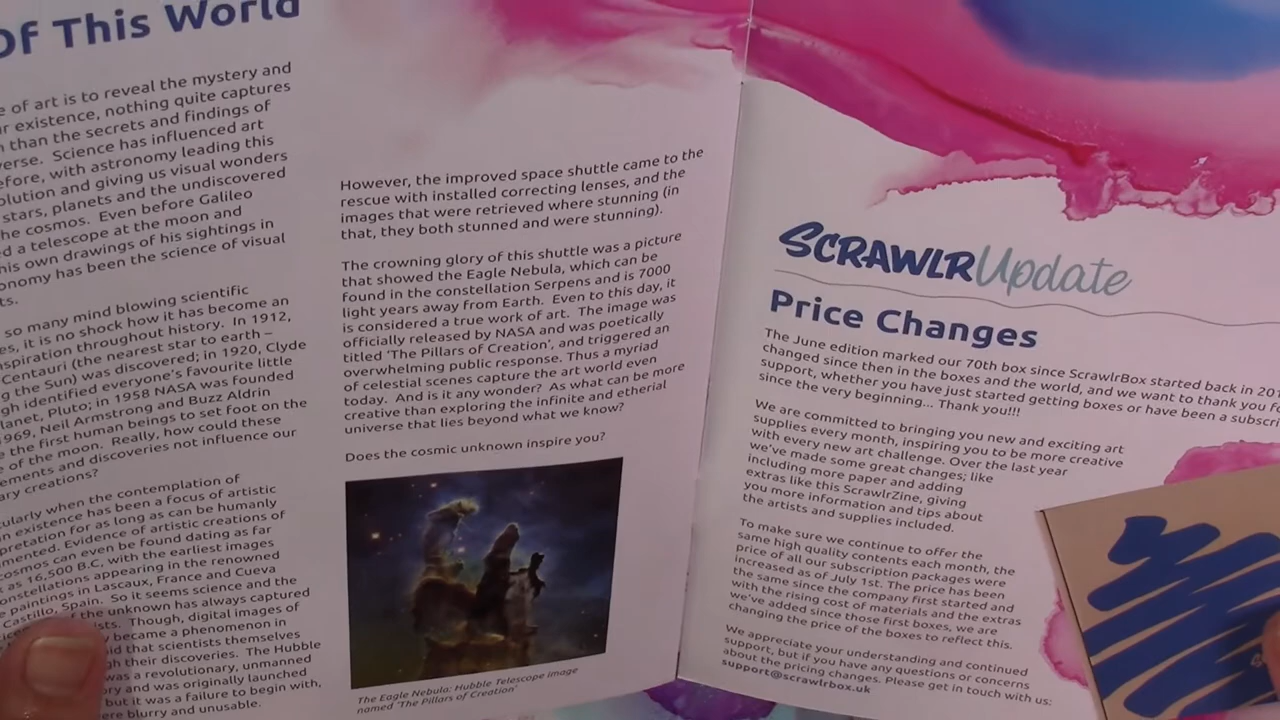 Of This World
e of art is to reveal the mystery and
r existence, nothing quite captures
than the secrets and findings of
verse. Science has influenced art
efore, with astronomy leading this
olution and giving us visual wonders
stars, planets and the undiscovered
he cosmos. Even before Galileo
ed a telescope at the moon and
his own drawings of his sightings in
onomy has been the science of visual
ts.
so many mind blowing scientific
es, it is no shock how it has become an
nspiration throughout history. In 1912,
Centauri (the nearest star to earth –
g the Sun) was discovered; in 1920, Clyde
gh identified everyone's favourite little
lanet, Pluto; in 1958 NASA was founded
1969, Neil Armstrong and Buzz Aldrin
e the first human beings to set foot on the
e of the moon. Really, how could these
ements and discoveries not influence our
ary creations?
cularly when the contemplation of
n existence has been a focus of artistic
pretation for as long as can be humanly
mented. Evidence of artistic creations of
cosmos can even be found dating as far
as 16,500 B.C, with the earliest images
onstellations appearing in the renowned
e paintings in Lascaux, France and Cueva
Castillo, Spain. So it seems science and the
unknown has always captured
sts. Though, digital images of
became a phenomenon in
id that scientists themselves
gh their discoveries. The Hubble
was a revolutionary, unmanned
ory and was originally launched
but it was a failure to begin with,
ere blurry and unusable.
However, the improved space shuttle came to the
rescue with installed correcting lenses, and the
images that were retrieved where stunning (in
that, they both stunned and were stunning).
The crowning glory of this shuttle was a picture
that showed the Eagle Nebula, which can be
found in the constellation Serpens and is 7000
light years away from Earth. Even to this day, it
is considered a true work of art. The image was
officially released by NASA and was poetically
titled 'The Pillars of Creation', and triggered an
overwhelming public response. Thus a myriad
of celestial scenes capture the art world even
today. And is it any wonder? As what can be more
creative than exploring the infinite and etherial
universe that lies beyond what we know?
Does the cosmic unknown inspire you?
The Eagle Nebula: Hubble Telescope image
named 'The Pillars of Creation'
SCRAWLR Update
Price Changes
The June edition marked our 70th box since ScrawlrBox started back in 201
changed since then in the boxes and the world, and we want to thank you fo
support, whether you have just started getting boxes or have been a subscri
since the very beginning... Thank you!!!
We are committed to bringing you new and exciting art
supplies every month, inspiring you to be more creative
with every new art challenge. Over the last year
we've made some great changes; like
including more paper and adding
extras like this ScrawlrZine, giving
you more information and tips about
the artists and supplies included.
To make sure we continue to offer the
same high quality contents each month, the
price of all our subscription packages were
increased as of July 1st. The price has been
the same since the company first started and
with the rising cost of materials and the extras
we've added since those first boxes, we are
changing the price of the boxes to reflect this.
We appreciate your understanding and continued
support, but if you have any questions or concerns
about the pricing changes. Please get in touch with us:
support@scrawlrbox.uk